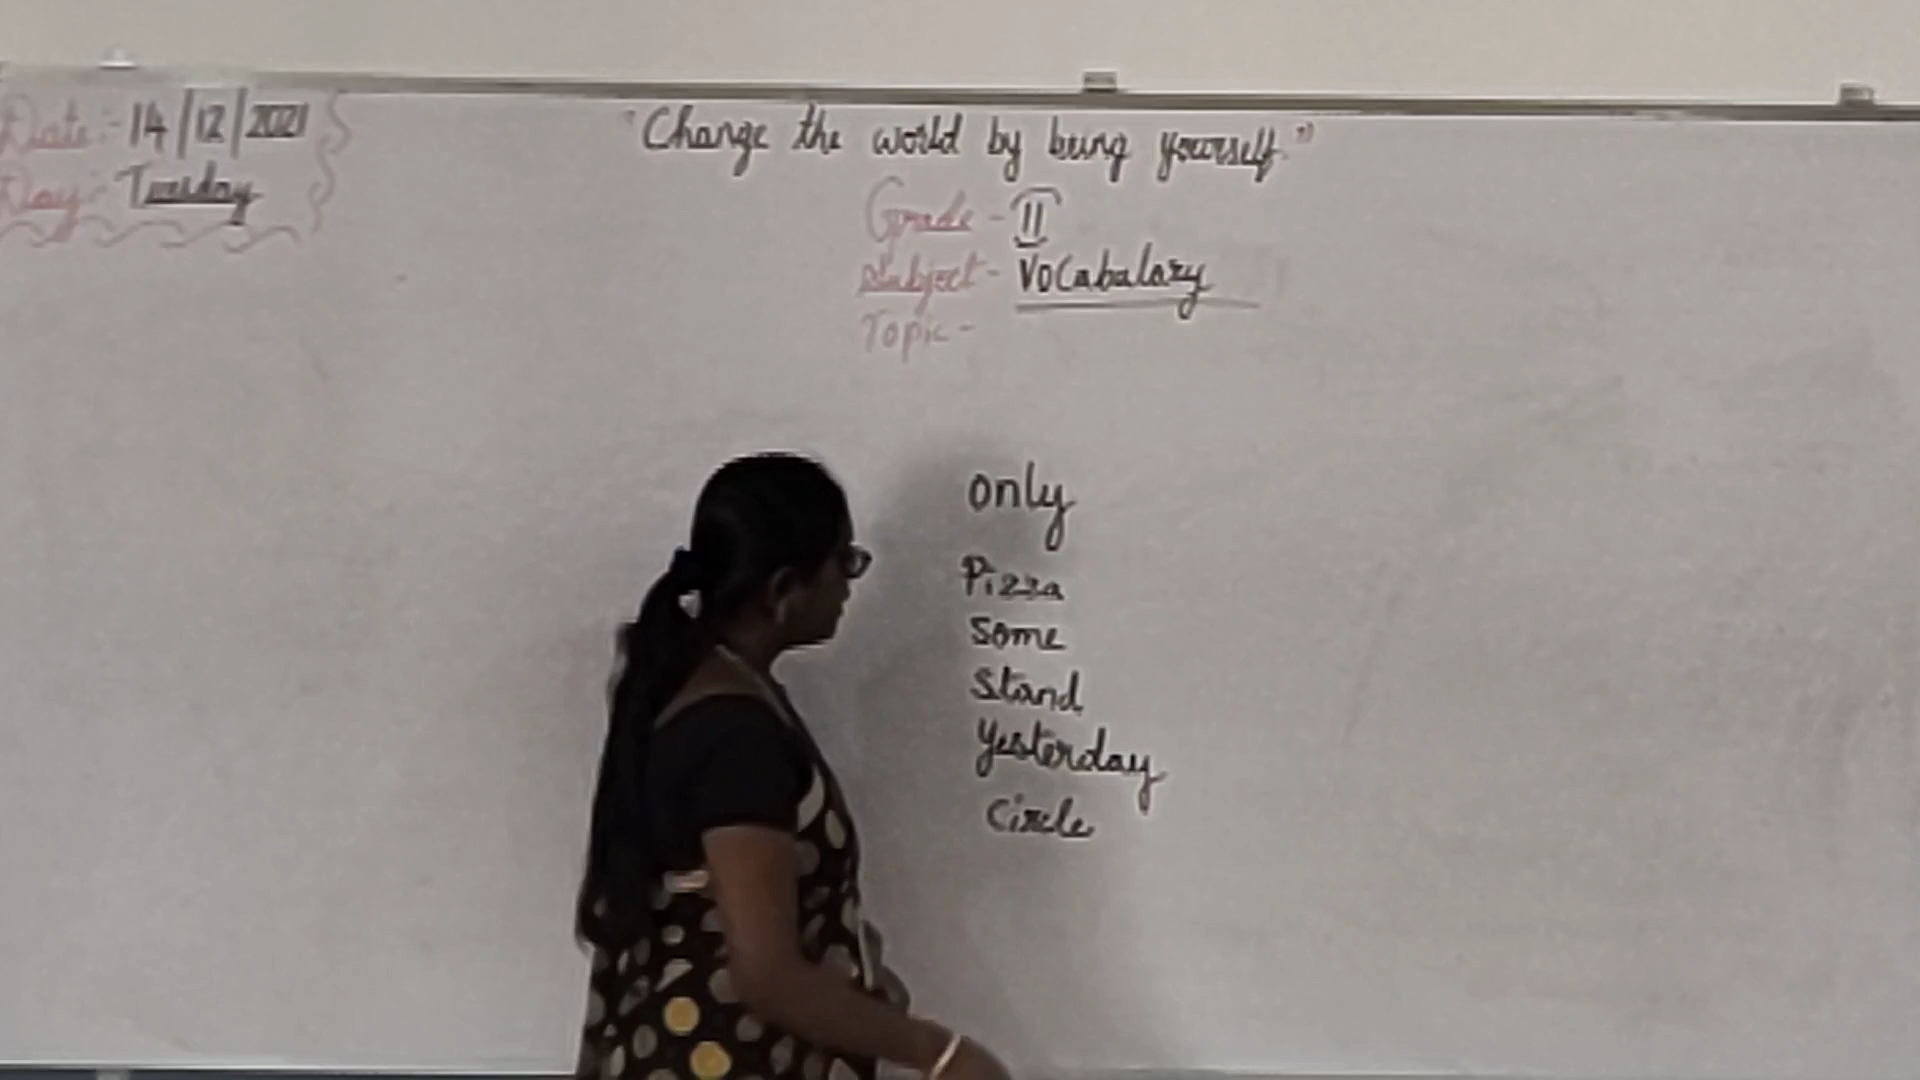 Date:- 14/12/2021
Day:- Tuesday
"Change the world by being yourself."
Grade - II
Subject - Vocabalary
Topic -
only
Pizza
Some
Stand
Yesterday
Circle